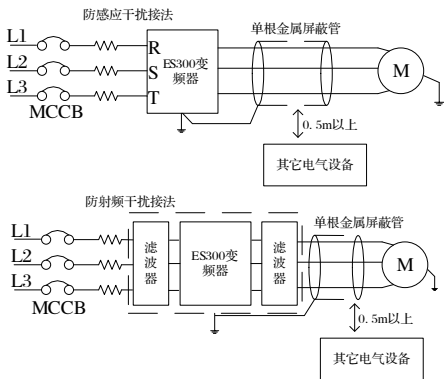 防感应干扰接法
单根金属屏蔽管
L1
L2
L3
MCCB
R
S
T
ES300变
频器
M
0.5m以上
其它电气设备
防射频干扰接法
单根金属屏蔽管
L1
L2
L3
MCCB
滤
波
器
ES300变
频器
滤
波
器
M
0.5m以上
其它电气设备